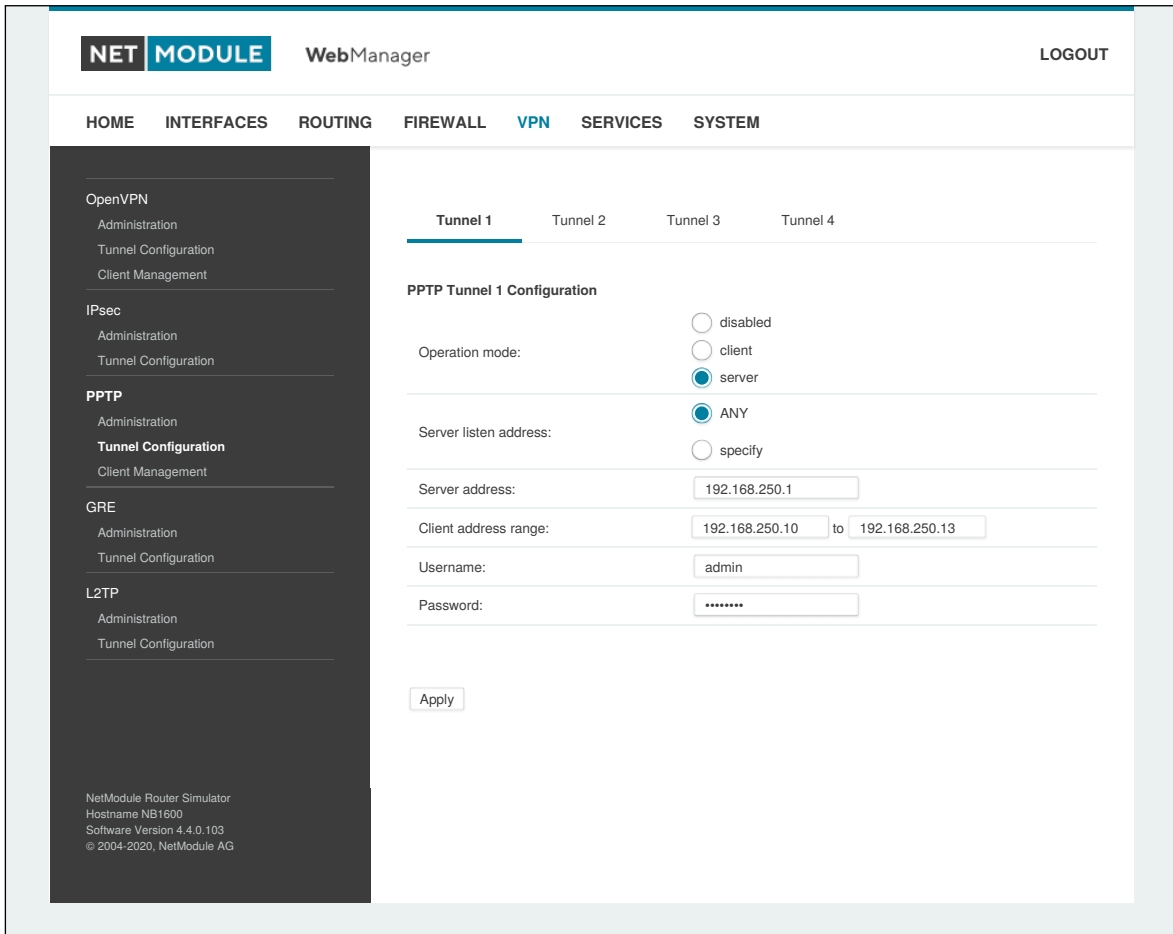 NET MODULE WebManager LOGOUT
HOME INTERFACES ROUTING FIREWALL VPN SERVICES SYSTEM
OpenVPN
Administration
Tunnel Configuration
Client Management
IPsec
Administration
Tunnel Configuration
PPTP
Administration
Tunnel Configuration
Client Management
GRE
Administration
Tunnel Configuration
L2TP
Administration
Tunnel Configuration
NetModule Router Simulator
Hostname NB1600
Software Version 4.4.0.103
© 2004-2020, NetModule AG
Tunnel 1 Tunnel 2 Tunnel 3 Tunnel 4
PPTP Tunnel 1 Configuration
Operation mode:
disabled
client
server
Server listen address:
ANY
specify
Server address: 192.168.250.1
Client address range: 192.168.250.10 to 192.168.250.13
Username: admin
Password: ••••••••
Apply